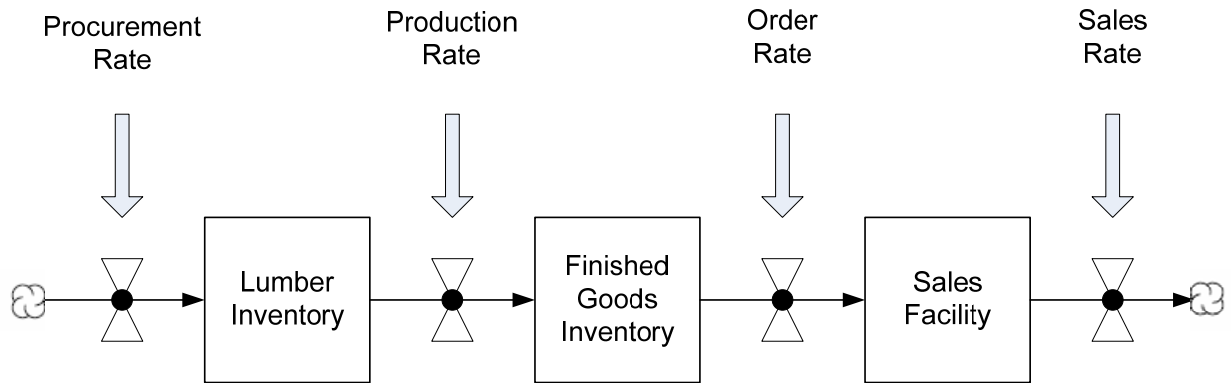 Procurement
Rate
Production
Rate
Order
Rate
Sales
Rate
Lumber
Inventory
Finished
Goods
Inventory
Sales
Facility